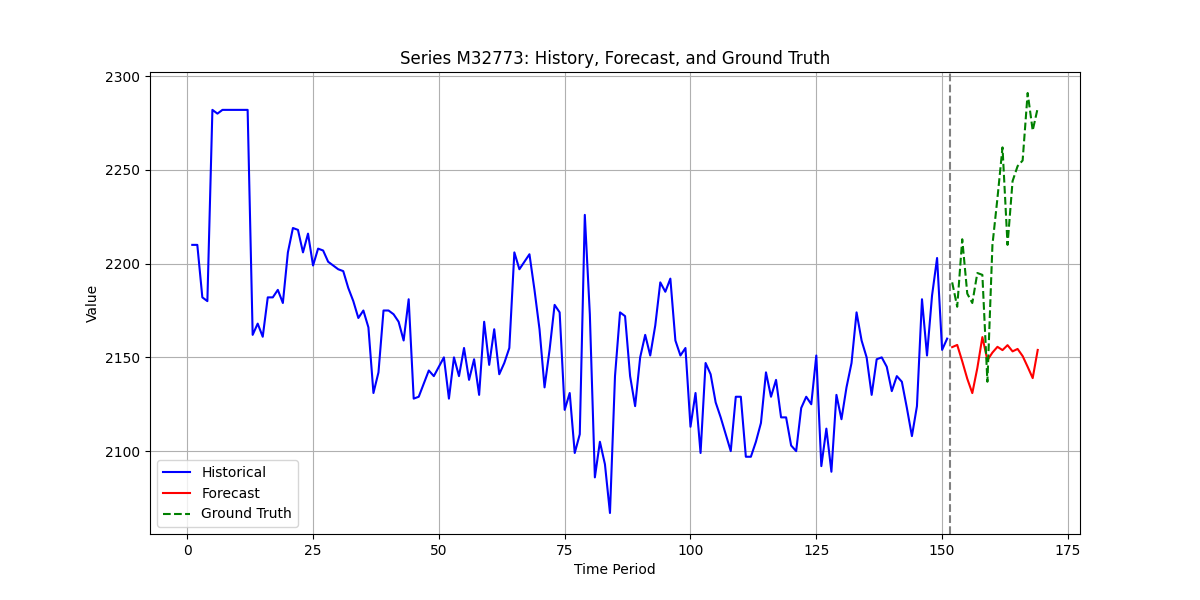 Series M32773: History, Forecast, and Ground Truth
2300
2250
2200
2150
2100
Value
Historical
Forecast
Ground Truth
0
25
50
75
100
125
150
175
Time Period